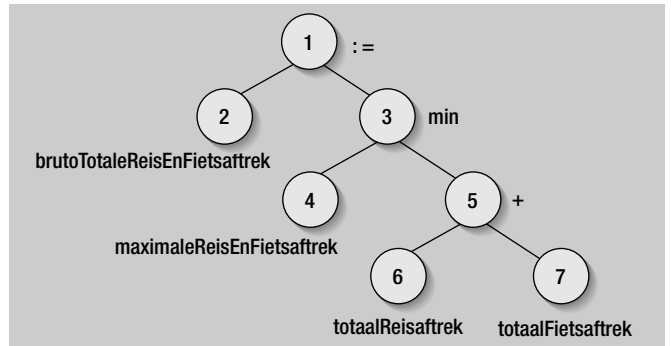 1 :=
2 3 min
brutoTotaleReisEnFietsaftrek
4 5 +
maximaleReisEnFietsaftrek
6 7
totaalReisaftrek totaalFietsaftrek